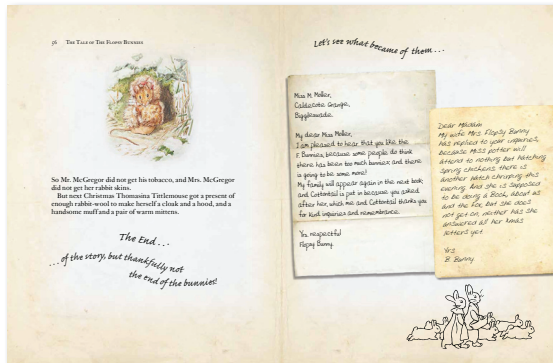 56 The Tale of The Flopsy Bunnies
So Mr. McGregor did not get his tobacco, and Mrs. McGregor
did not get her rabbit skins.
But next Christmas Thomasina Tittlemouse got a present of
enough rabbit-wool to make herself a cloak and a hood, and a
handsome muff and a pair of warm mittens.
The End...
...of the story, but thankfully not
the end of the bunnies!
Let's see what became of them...
Miss M. Moller,
Caldecote Grange,
Biggleswade.
My dear Miss Moller,
I am pleased to hear that you like the
F. Bunnies, because some people do think
there has been too much bunnies; and there
is going to be some more!
My family will appear again in the next book;
and Cottontail is put in because you asked
after her, which me and Cottontail thanks you
for kind inquiries and remembrance.
Yrs respectful
Flopsy Bunny.
Dear Madam
My wife Mrs Flopsy Bunny
has replied to your inquiries,
because Miss potter will
attend to nothing but hatching
spring chickens, there is
another hatch chirping this
evening. And she is supposed
to be doing a Book, about us
and the Fox, but she does
not get on, neither has she
answered all her Xmas
letters yet
Yrs
B. Bunny